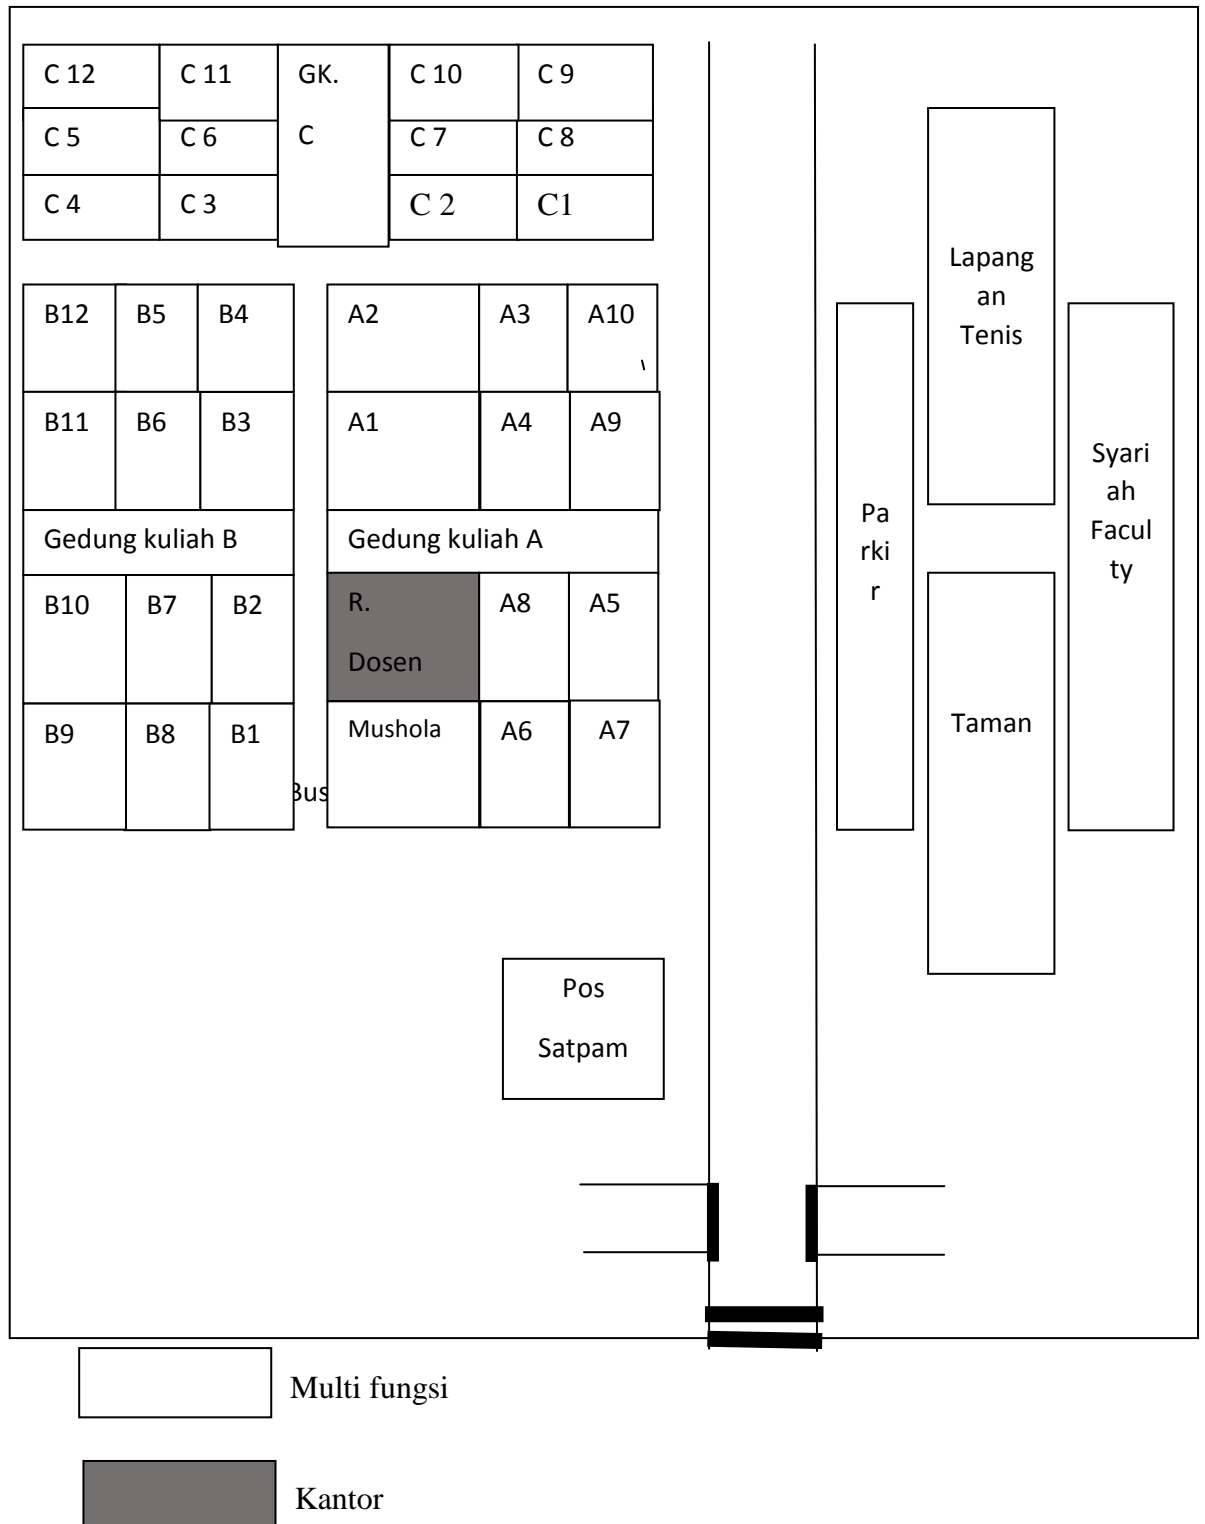 C 12
C 11
GK.
C 10
C 9
C 5
C 6
C
C 7
C 8
C 4
C 3
C 2
C1
Lapang
an
Tenis
B12
B5
B4
A2
A3
A10
B11
B6
B3
A1
A4
A9
Syari
ah
Facul
ty
Pa
rki
r
Gedung kuliah B
Gedung kuliah A
B10
B7
B2
R.
Dosen
A8
A5
B9
B8
B1
Mushola
A6
A7
Taman
Bus
Pos
Satpam
Multi fungsi
Kantor